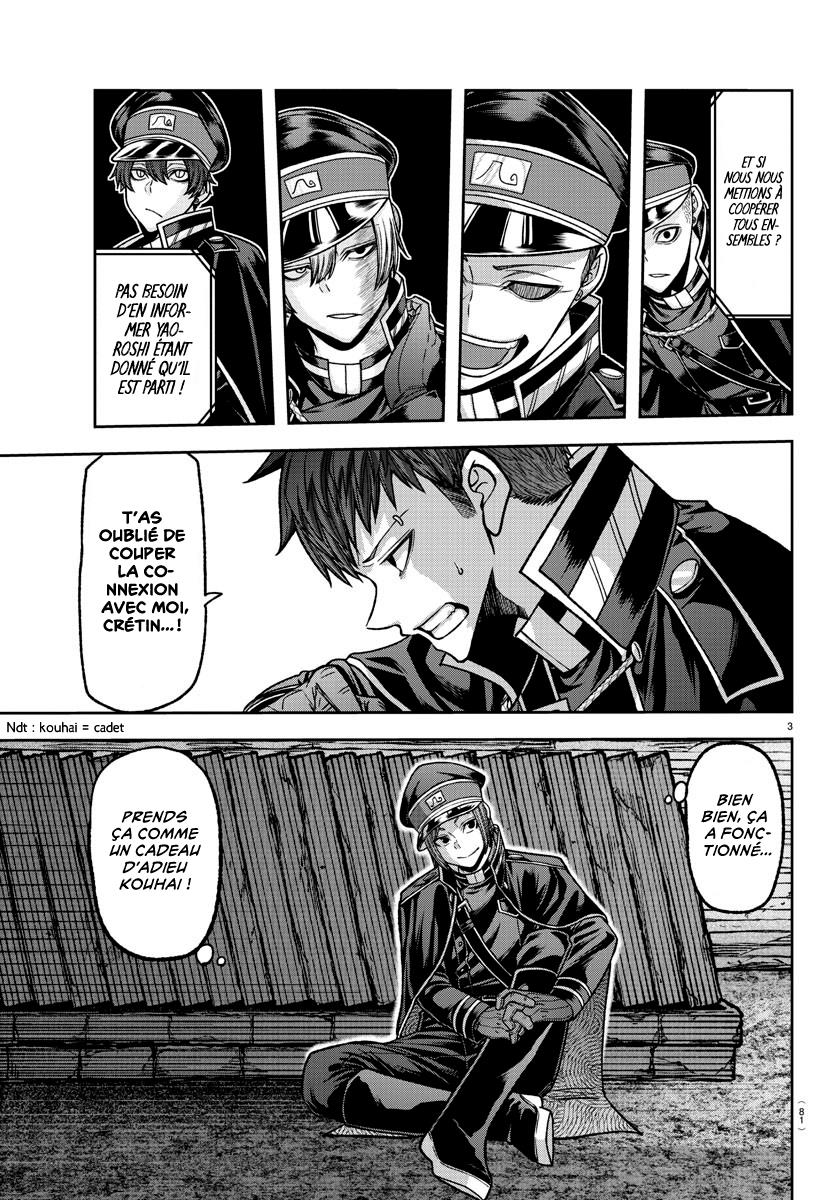 ET SI
NOUS NOUS
METTIONS À
COOPÉRER
TOUS EN-
SEMBLES ?
PAS BESOIN
D'EN INFOR-
MER YAO-
ROSHI ÉTANT
DONNÉ QU'IL
EST PARTI !
T'AS
OUBLIÉ DE
COUPER
LA CO-
NNEXION
AVEC MOI,
CRÉTIN...!
Ndt : kouhai = cadet
3
BIEN
BIEN, ÇA
A FONC-
TIONNÉ...
PRENDS
ÇA COMME
UN CADEAU
D'ADIEU
KOUHAI !
(81)